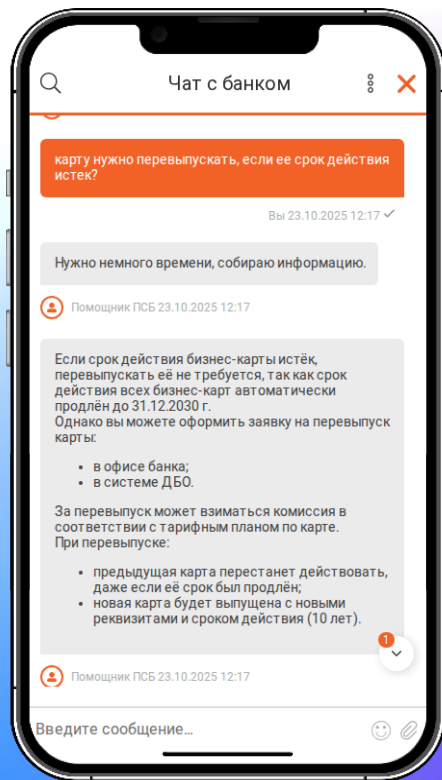 Чат с банком
карту нужно перевыпускать, если ее срок действия
истек?
Вы 23.10.2025 12:17
Нужно немного времени, собираю информацию.
Помощник ПСБ 23.10.2025 12:17
Если срок действия бизнес-карты истёк,
перевыпускать её не требуется, так как срок
действия всех бизнес-карт автоматически
продлён до 31.12.2030 г.
Однако вы можете оформить заявку на перевыпуск
карты:
• в офисе банка;
• в системе ДБО.
За перевыпуск может взиматься комиссия в
соответствии с тарифным планом по карте.
При перевыпуске:
• предыдущая карта перестанет действовать,
даже если её срок был продлён;
• новая карта будет выпущена с новыми
реквизитами и сроком действия (10 лет).
1
Помощник ПСБ 23.10.2025 12:17
Введите сообщение...